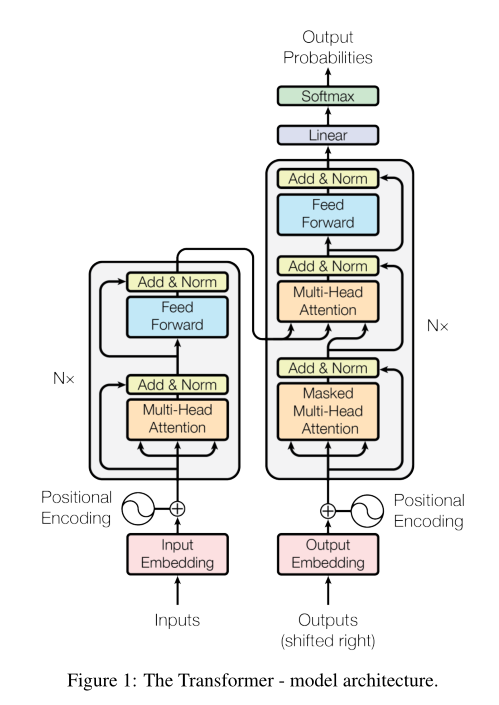 Output
Probabilities
Softmax
Linear
Add & Norm
Feed
Forward
Add & Norm
Multi-Head
Attention
Add & Norm
Masked
Multi-Head
Attention
Nx
Add & Norm
Feed
Forward
Add & Norm
Multi-Head
Attention
Nx
Positional
Encoding
Positional
Encoding
Input
Embedding
Output
Embedding
Inputs
Outputs
(shifted right)
Figure 1: The Transformer - model architecture.